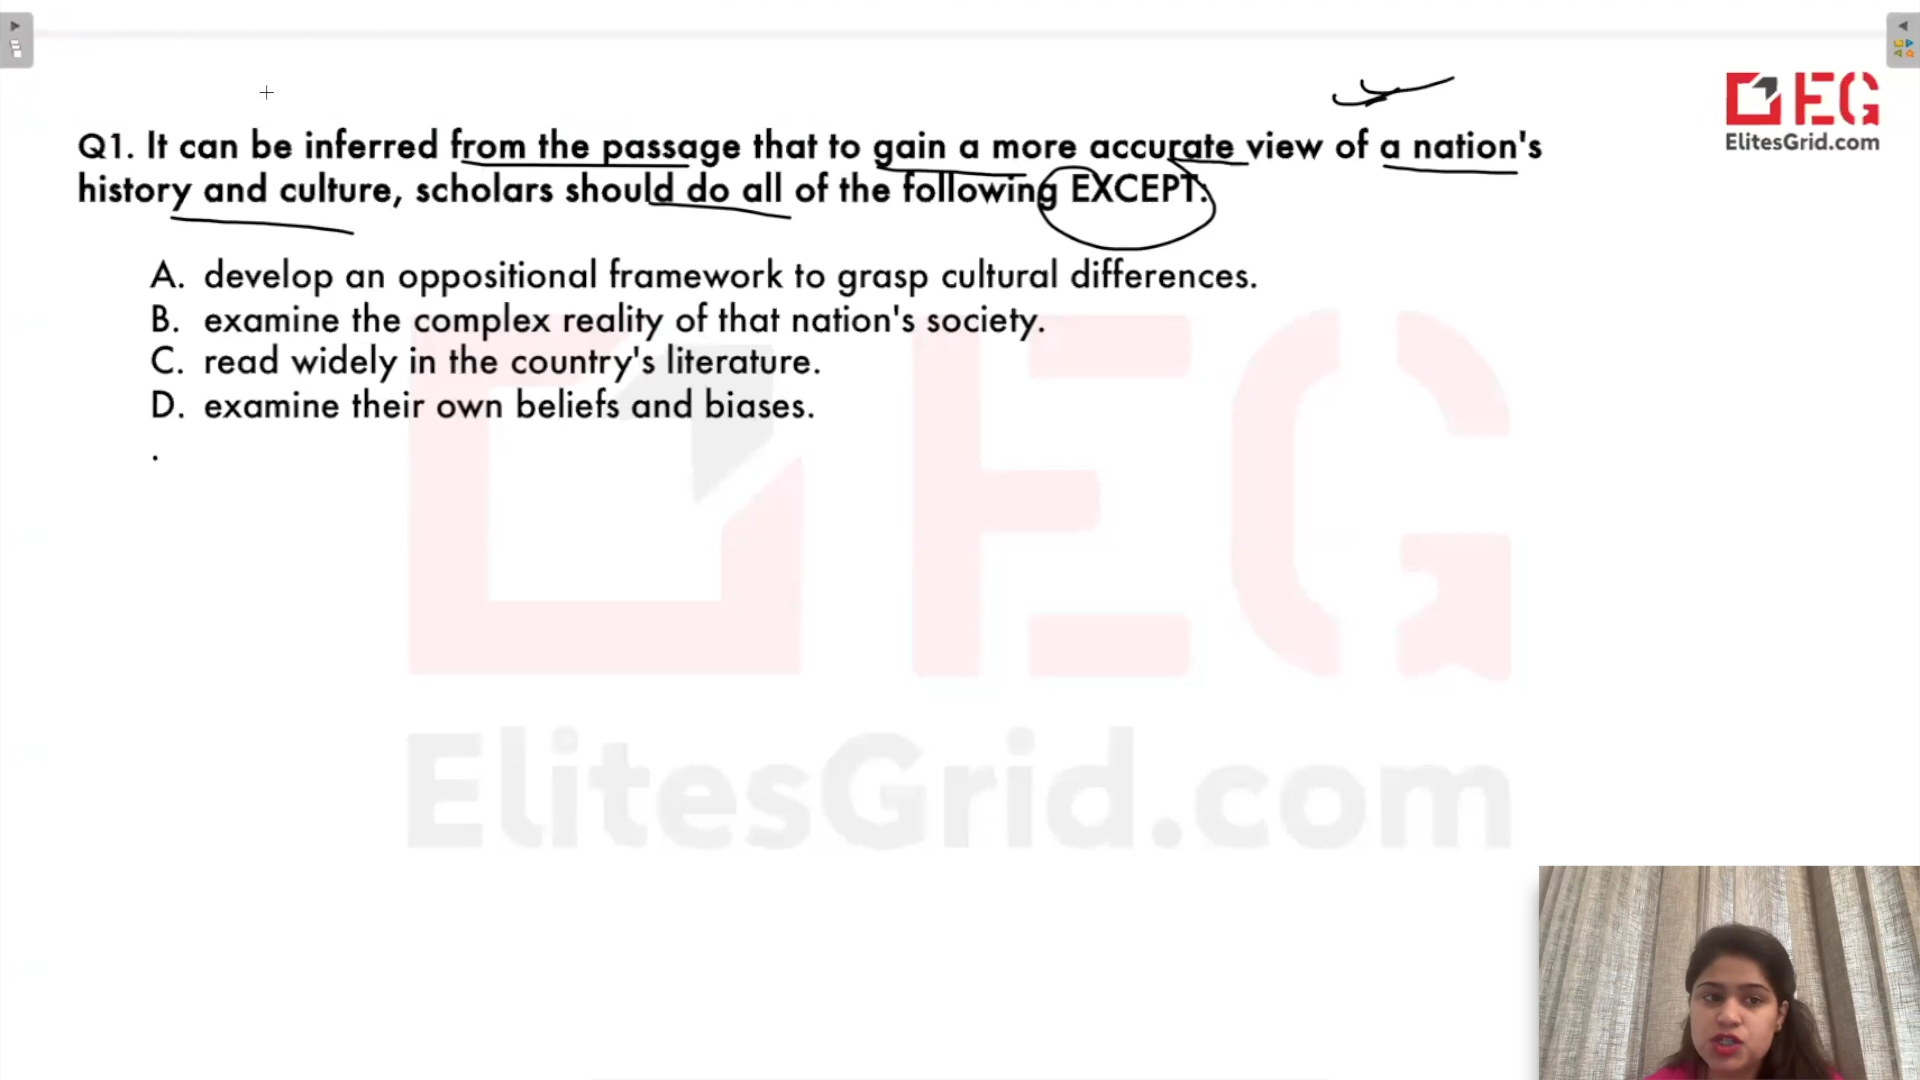 EG
ElitesGrid.com
Q1. It can be inferred from the passage that to gain a more accurate view of a nation's
history and culture, scholars should do all of the following EXCEPT:
A. develop an oppositional framework to grasp cultural differences.
B. examine the complex reality of that nation's society.
C. read widely in the country's literature.
D. examine their own beliefs and biases.
.
EG
ElitesGrid.com